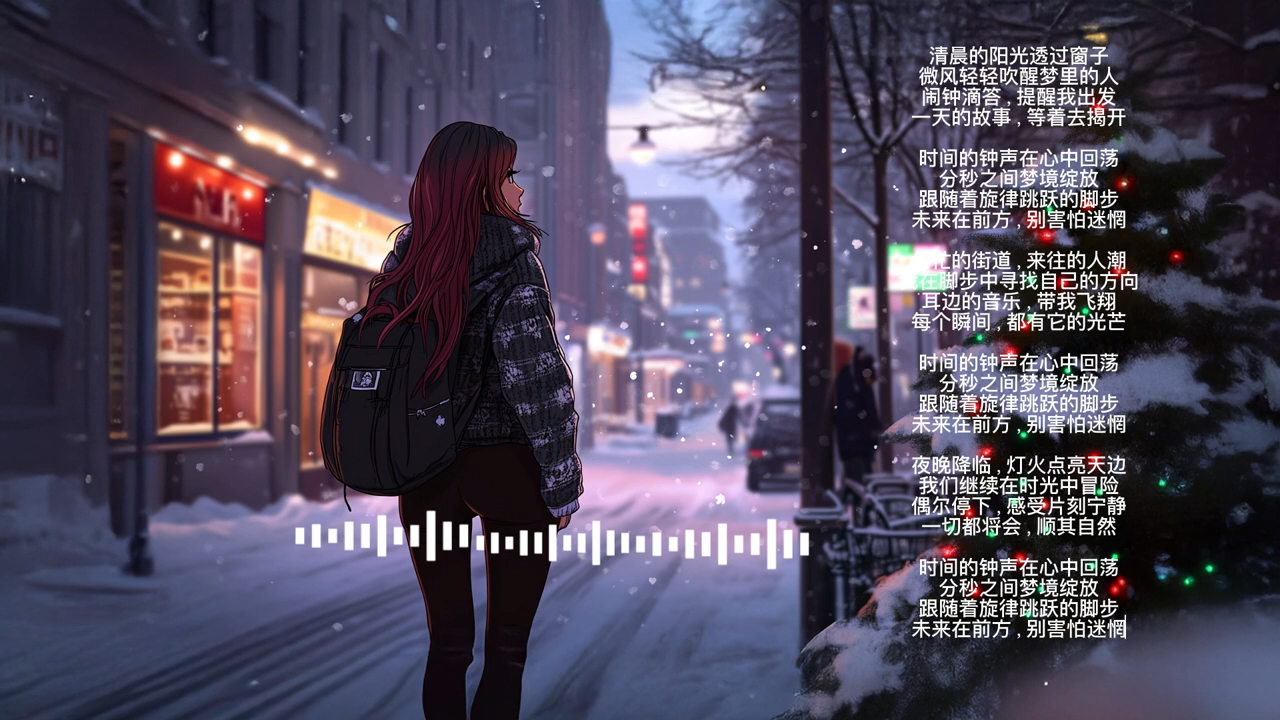 清晨的阳光透过窗子
微风轻轻吹醒梦里的人
闹钟滴答 , 提醒我出发
一天的故事 , 等着去揭开
时间的钟声在心中回荡
分秒之间梦境绽放
跟随着旋律跳跃的脚步
未来在前方 , 别害怕迷惘
忙的街道 , 来往的人潮
在脚步中寻找自己的方向
耳边的音乐 , 带我飞翔
每个瞬间 , 都有它的光芒
时间的钟声在心中回荡
分秒之间梦境绽放
跟随着旋律跳跃的脚步
未来在前方 , 别害怕迷惘
夜晚降临 , 灯火点亮天边
我们继续在时光中冒险
偶尔停下 , 感受片刻宁静
一切都将会 , 顺其自然
时间的钟声在心中回荡
分秒之间梦境绽放
跟随着旋律跳跃的脚步
未来在前方 , 别害怕迷惘